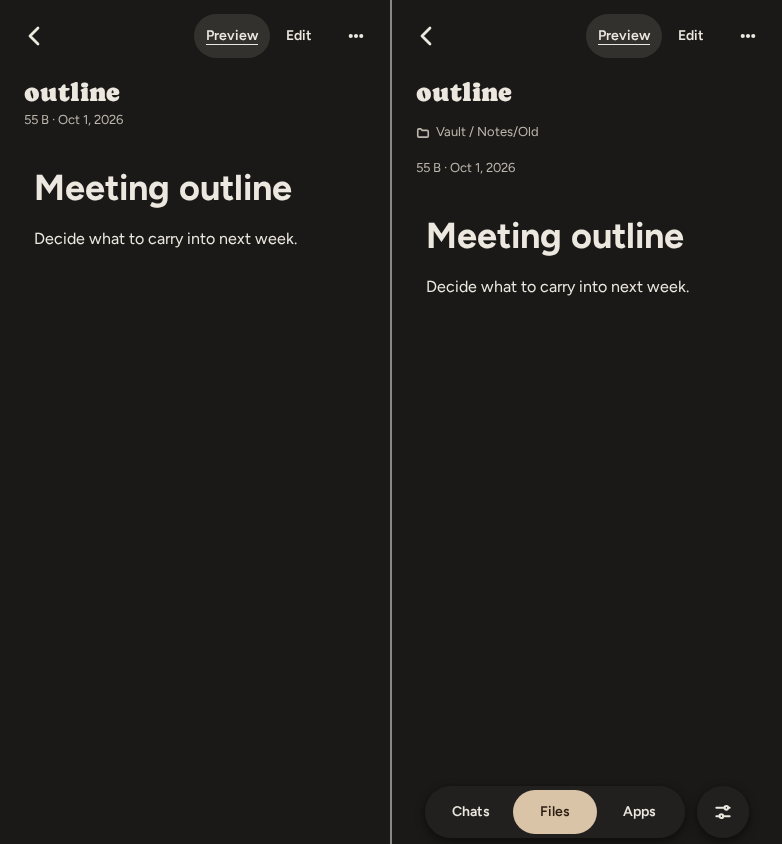 Preview Edit
outline
55 B · Oct 1, 2026
Meeting outline
Decide what to carry into next week.
Preview Edit
outline
Vault / Notes/Old
55 B · Oct 1, 2026
Meeting outline
Decide what to carry into next week.
Chats Files Apps